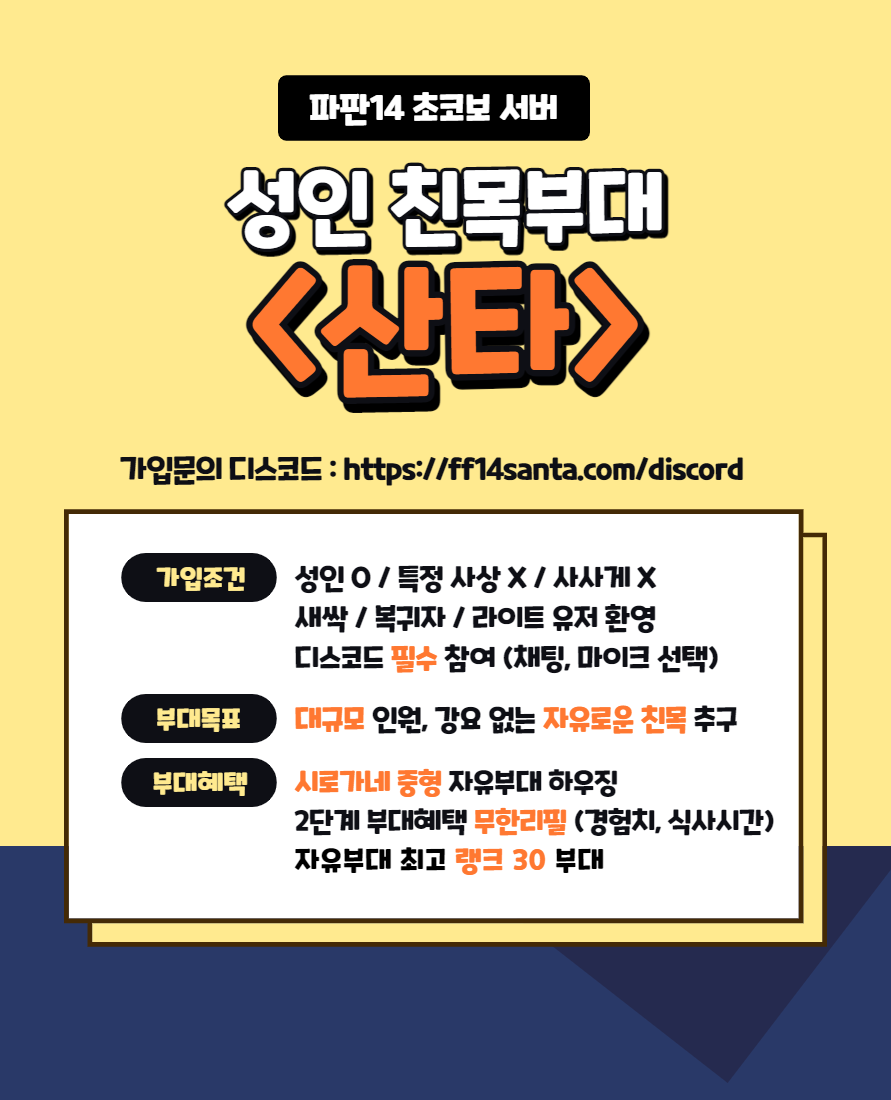 파판14 초코보 서버
성인 친목부대
<산타>
가입문의 디스코드 : https://ff14santa.com/discord
가입조건 성인 O / 특정 사상 X / 사사게 X
새싹 / 복귀자 / 라이트 유저 환영
디스코드 필수 참여 (채팅, 마이크 선택)
부대목표 대규모 인원, 강요 없는 자유로운 친목 추구
부대혜택 시로가네 중형 자유부대 하우징
2단계 부대혜택 무한리필 (경험치, 식사시간)
자유부대 최고 랭크 30 부대